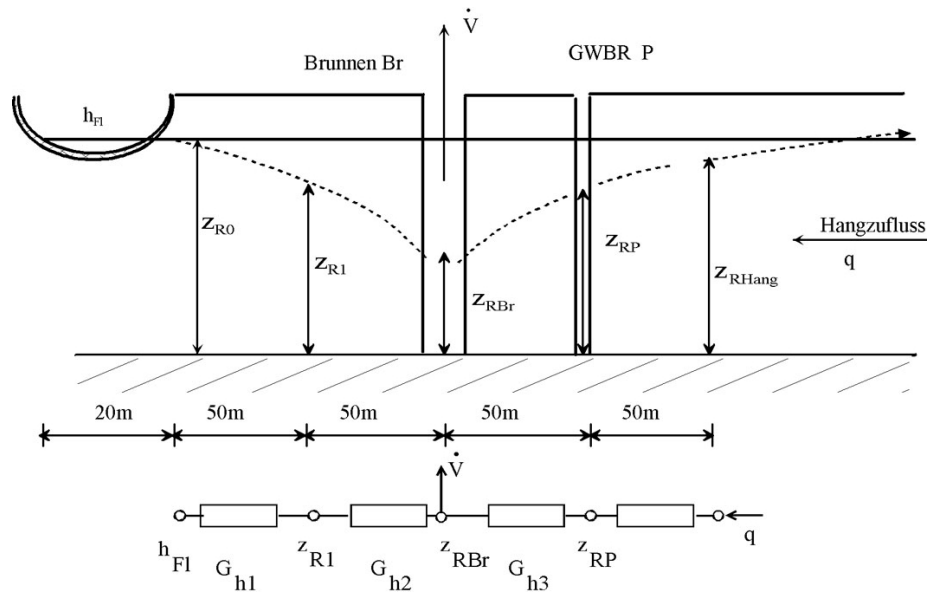 V̇
Brunnen Br
GWBR P
h_Fl
z_R0
z_R1
z_RBr
z_RP
z_RHang
Hangzufluss
q
20m 50m 50m 50m 50m
V̇
q
h_Fl G_h1 z_R1 G_h2 z_RBr G_h3 z_RP